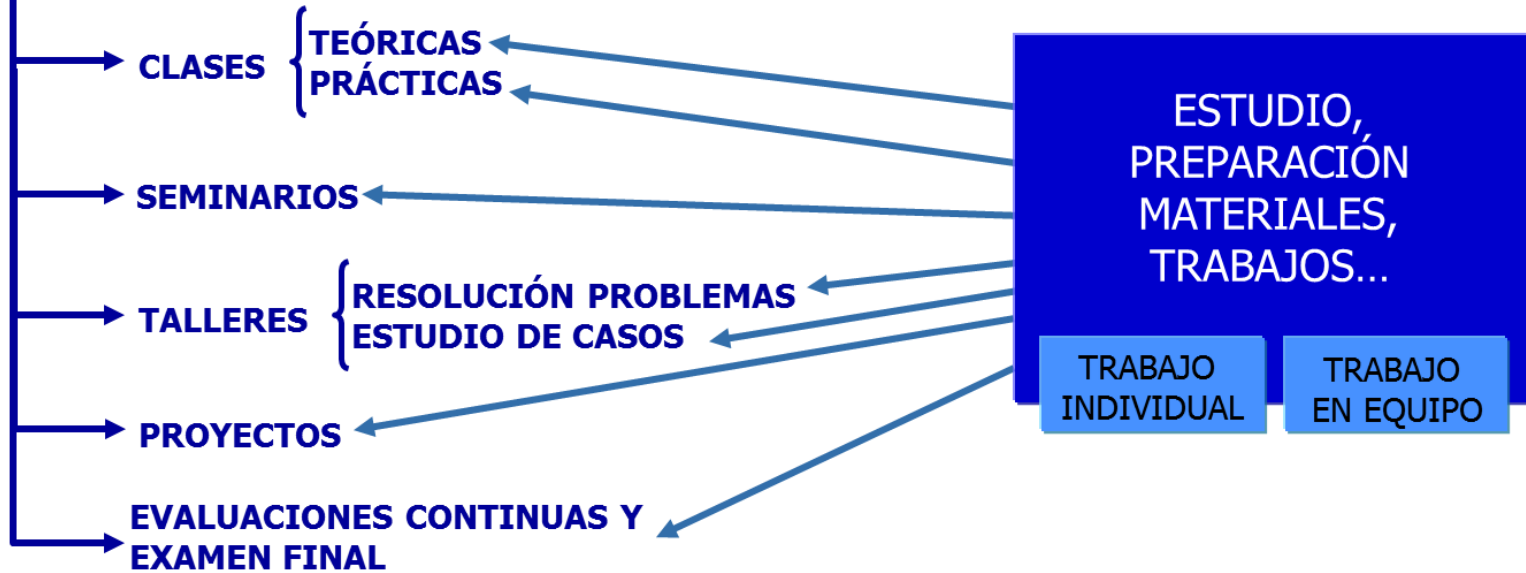 CLASES
TEÓRICAS
PRÁCTICAS
SEMINARIOS
TALLERES
RESOLUCIÓN PROBLEMAS
ESTUDIO DE CASOS
PROYECTOS
EVALUACIONES CONTINUAS Y
EXAMEN FINAL
ESTUDIO,
PREPARACIÓN
MATERIALES,
TRABAJOS...
TRABAJO
INDIVIDUAL
TRABAJO
EN EQUIPO